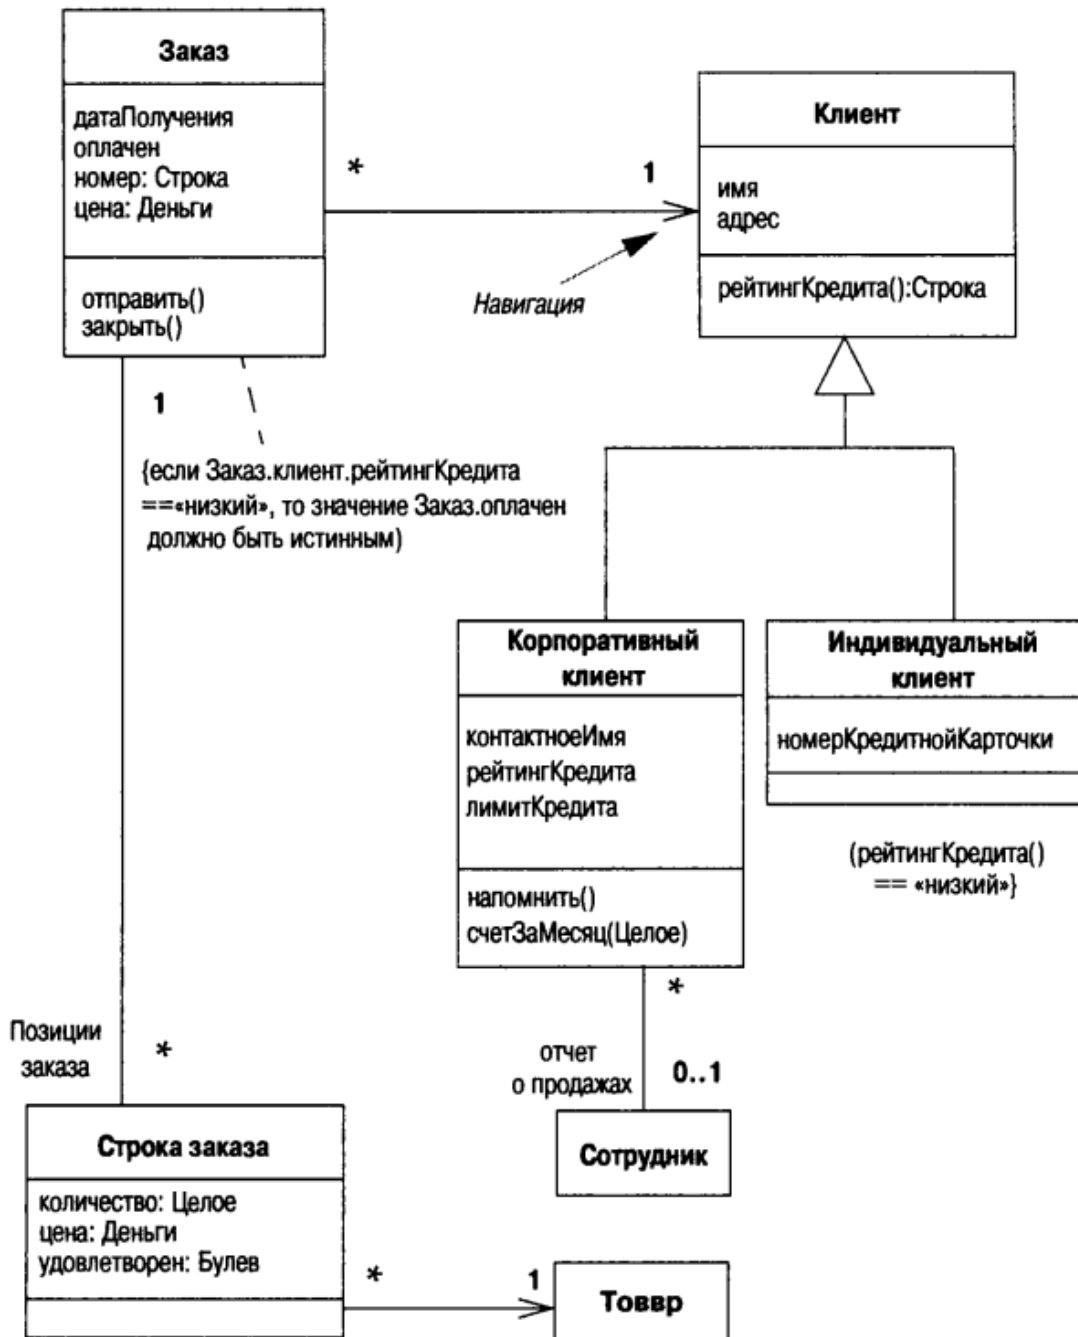 Заказ
датаПолучения
оплачен
номер: Строка
цена: Деньги
отправить()
закрыть()
*
1
Навигация
Клиент
имя
адрес
рейтингКредита():Строка
1
{если Заказ.клиент.рейтингКредита
==«низкий», то значение Заказ.оплачен
должно быть истинным)
Корпоративный
клиент
контактноеИмя
рейтингКредита
лимитКредита
напомнить()
счетЗаМесяц(Целое)
Индивидуальный
клиент
номерКредитнойКарточки
(рейтингКредита()
== «низкий»}
*
отчет
о продажах
0..1
Сотрудник
Позиции
заказа
*
Строка заказа
количество: Целое
цена: Деньги
удовлетворен: Булев
*
1
Товвр